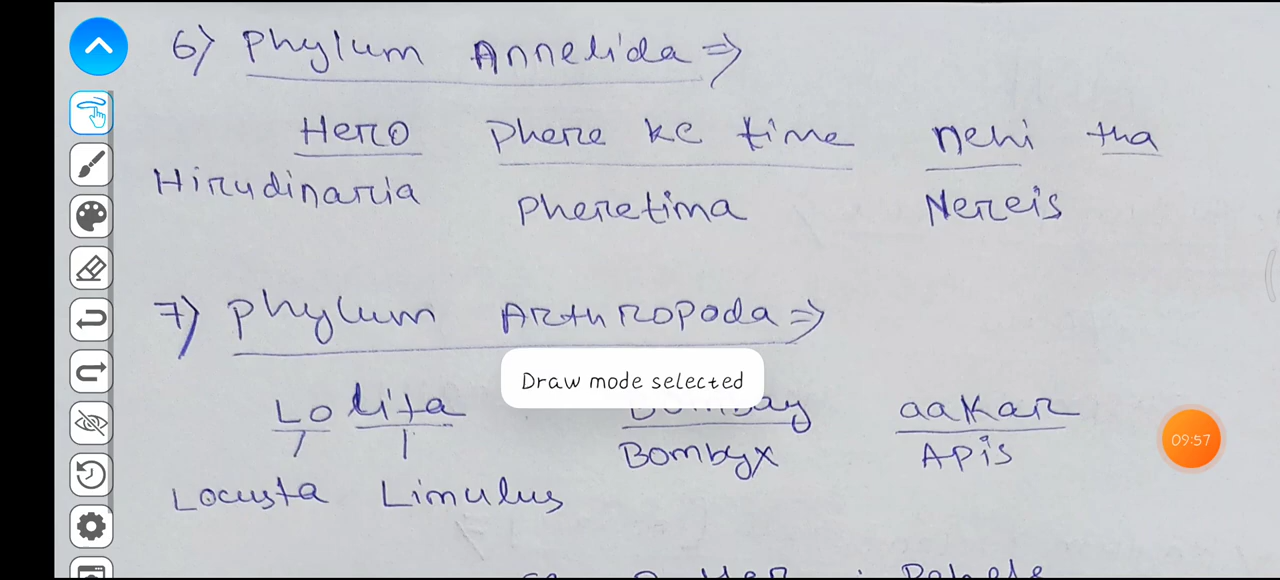 6) Phylum Annelida ⇒
Hero Phere ke time nehi tha
Hirudinaria Pheretima Nereis
7) Phylum Arthropoda ⇒
Draw mode selected
Lolita Bombay aakar
Locusta Limulus Bombyx Apis
09:57